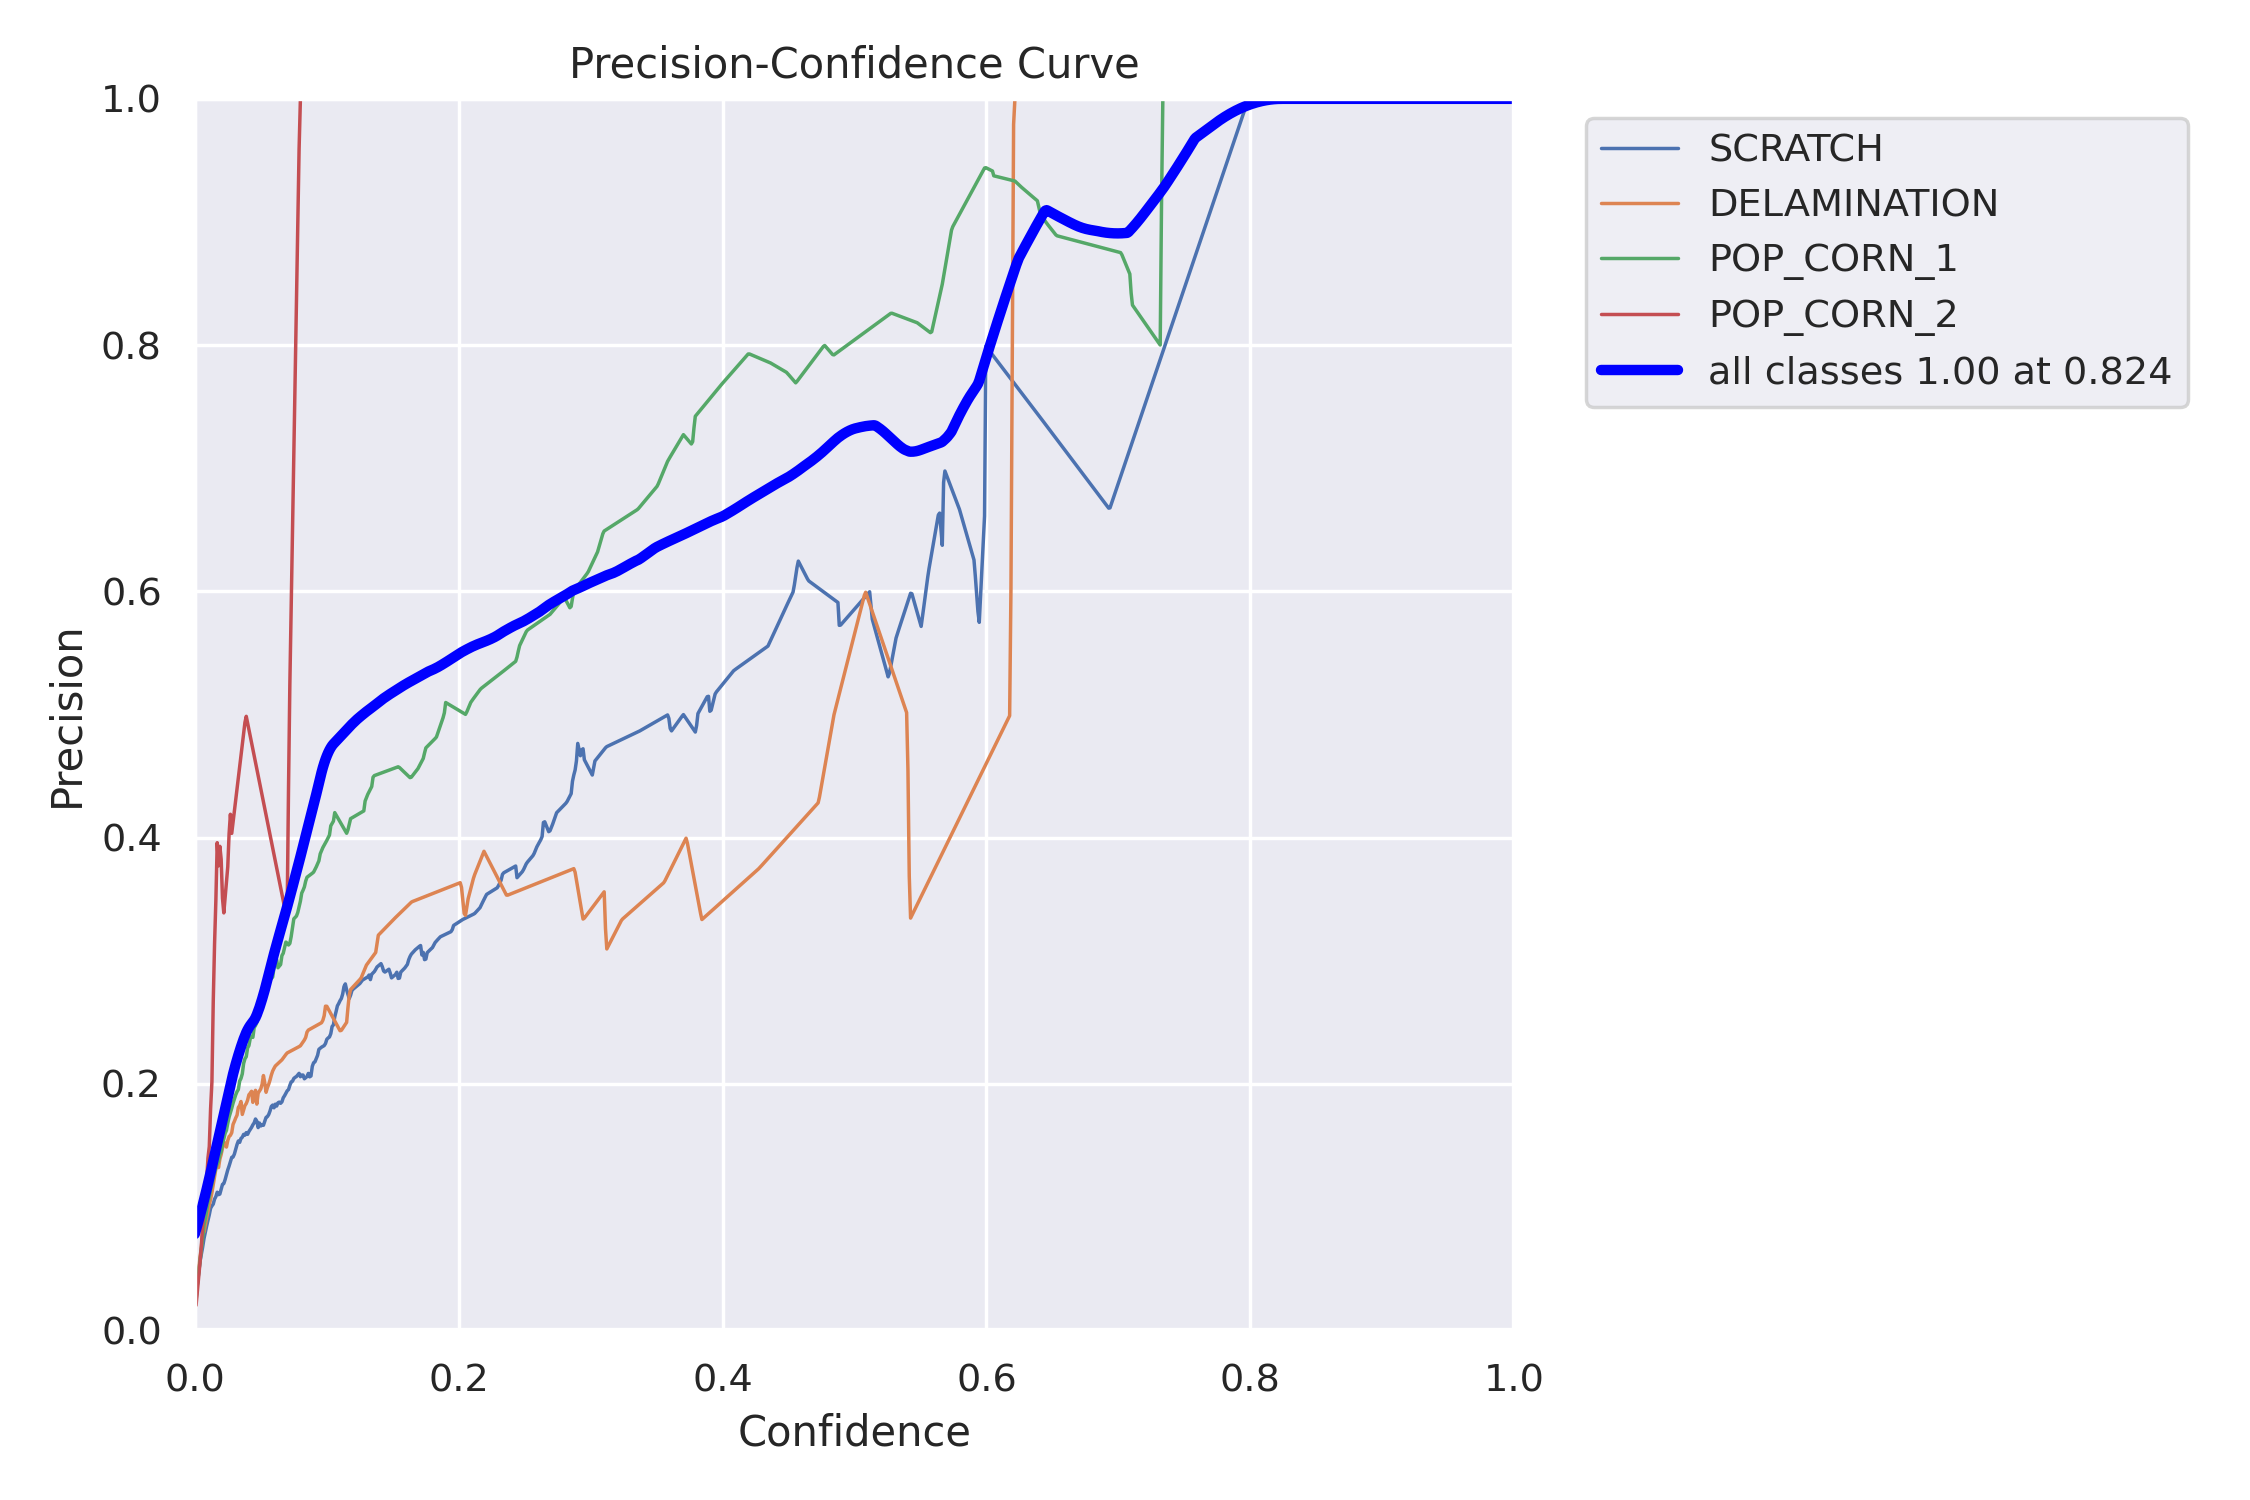 Precision-Confidence Curve
1.0
0.8
0.6
0.4
0.2
0.0
Precision
0.0 0.2 0.4 0.6 0.8 1.0
Confidence
SCRATCH
DELAMINATION
POP_CORN_1
POP_CORN_2
all classes 1.00 at 0.824